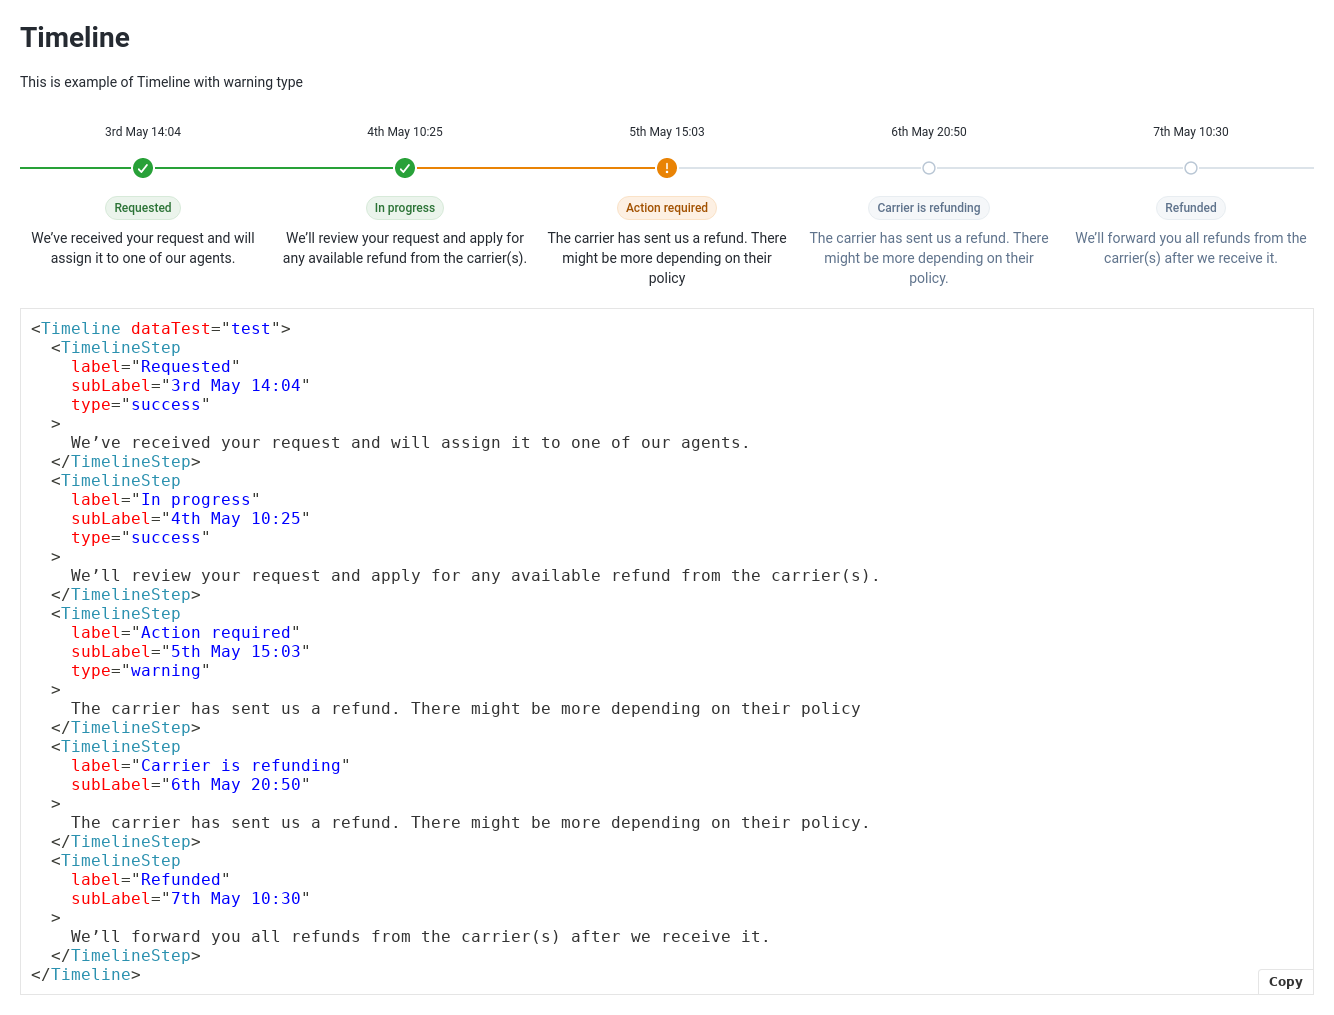 Timeline
This is example of Timeline with warning type
3rd May 14:04
4th May 10:25
5th May 15:03
6th May 20:50
7th May 10:30
Requested
In progress
Action required
Carrier is refunding
Refunded
We’ve received your request and will
assign it to one of our agents.
We’ll review your request and apply for
any available refund from the carrier(s).
The carrier has sent us a refund. There
might be more depending on their
policy
The carrier has sent us a refund. There
might be more depending on their
policy.
We’ll forward you all refunds from the
carrier(s) after we receive it.
<Timeline dataTest="test">
  <TimelineStep
    label="Requested"
    subLabel="3rd May 14:04"
    type="success"
  >
    We’ve received your request and will assign it to one of our agents.
  </TimelineStep>
  <TimelineStep
    label="In progress"
    subLabel="4th May 10:25"
    type="success"
  >
    We’ll review your request and apply for any available refund from the carrier(s).
  </TimelineStep>
  <TimelineStep
    label="Action required"
    subLabel="5th May 15:03"
    type="warning"
  >
    The carrier has sent us a refund. There might be more depending on their policy
  </TimelineStep>
  <TimelineStep
    label="Carrier is refunding"
    subLabel="6th May 20:50"
  >
    The carrier has sent us a refund. There might be more depending on their policy.
  </TimelineStep>
  <TimelineStep
    label="Refunded"
    subLabel="7th May 10:30"
  >
    We’ll forward you all refunds from the carrier(s) after we receive it.
  </TimelineStep>
</Timeline>
Copy